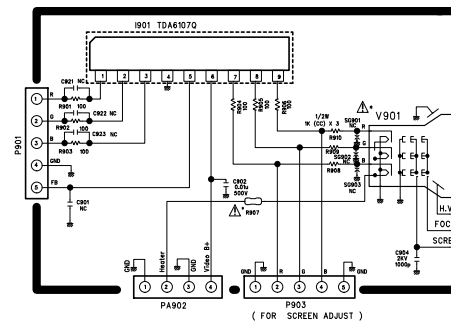 I901 TDA6107Q
C921 NC
1 2 3 4 5 6 7 8 9
R901 100
C922 NC
R902 100
C923 NC
R903 100
P901
1 R
2 G
3 B
4 GND
5 FB
C901
NC
R904 100
R905 100
R906 100
1/2W
1K (CC) X 3
R910
R909
R908
SG901
NC
SG902
NC
SG903
NC
R
G
B
*
V901
C902
0.01u
500V
* R907
H.V
FOC
SCRE
C904
2KV
1000p
GND
Heater
GND
Video B+
1 2 3 4
PA902
GND R G B GND
1 2 3 4 5
P903
( FOR SCREEN ADJUST )